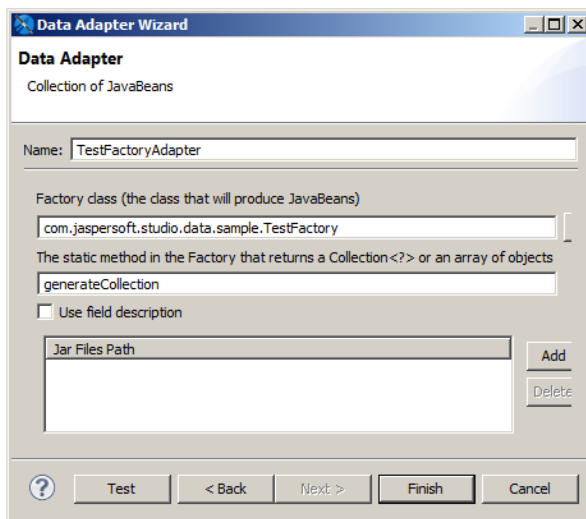 Data Adapter Wizard
Data Adapter
Collection of JavaBeans
Name: TestFactoryAdapter
Factory class (the class that will produce JavaBeans)
com.jaspersoft.studio.data.sample.TestFactory
The static method in the Factory that returns a Collection<?> or an array of objects
generateCollection
Use field description
Jar Files Path
Add
Delete
? Test < Back Next > Finish Cancel